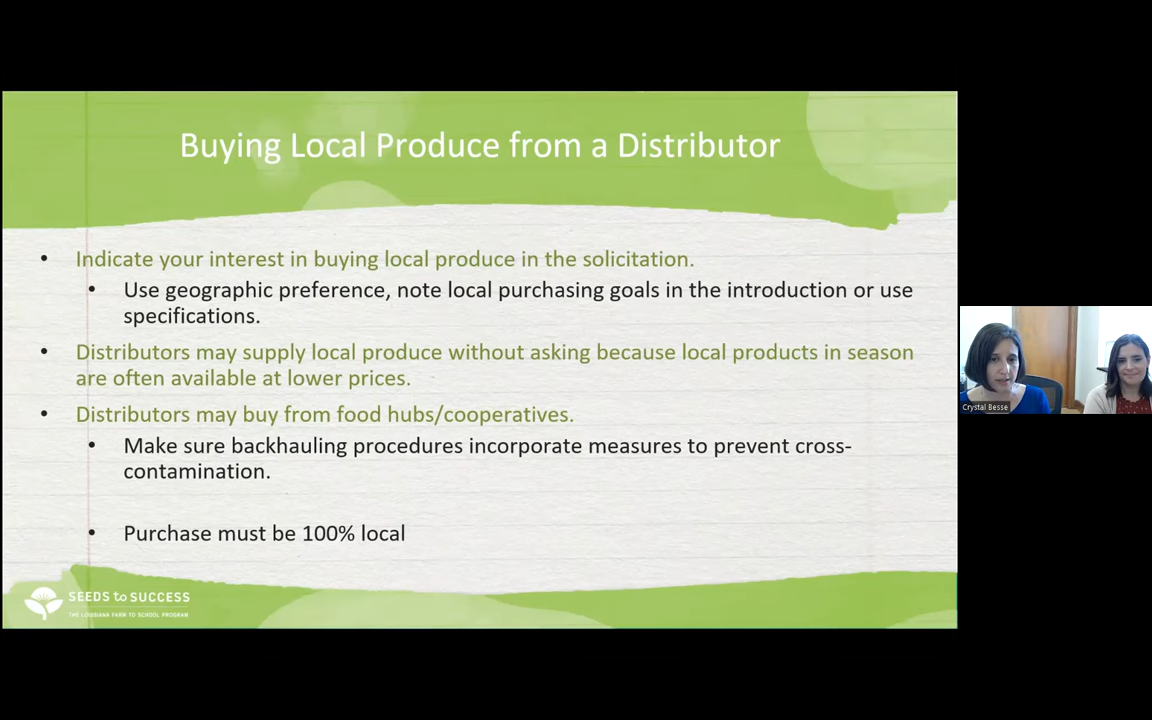 Buying Local Produce from a Distributor
• Indicate your interest in buying local produce in the solicitation.
• Use geographic preference, note local purchasing goals in the introduction or use
specifications.
• Distributors may supply local produce without asking because local products in season
are often available at lower prices.
• Distributors may buy from food hubs/cooperatives.
• Make sure backhauling procedures incorporate measures to prevent cross-
contamination.
• Purchase must be 100% local
SEEDS to SUCCESS
THE LOUISIANA FARM TO SCHOOL PROGRAM
Crystal Besse